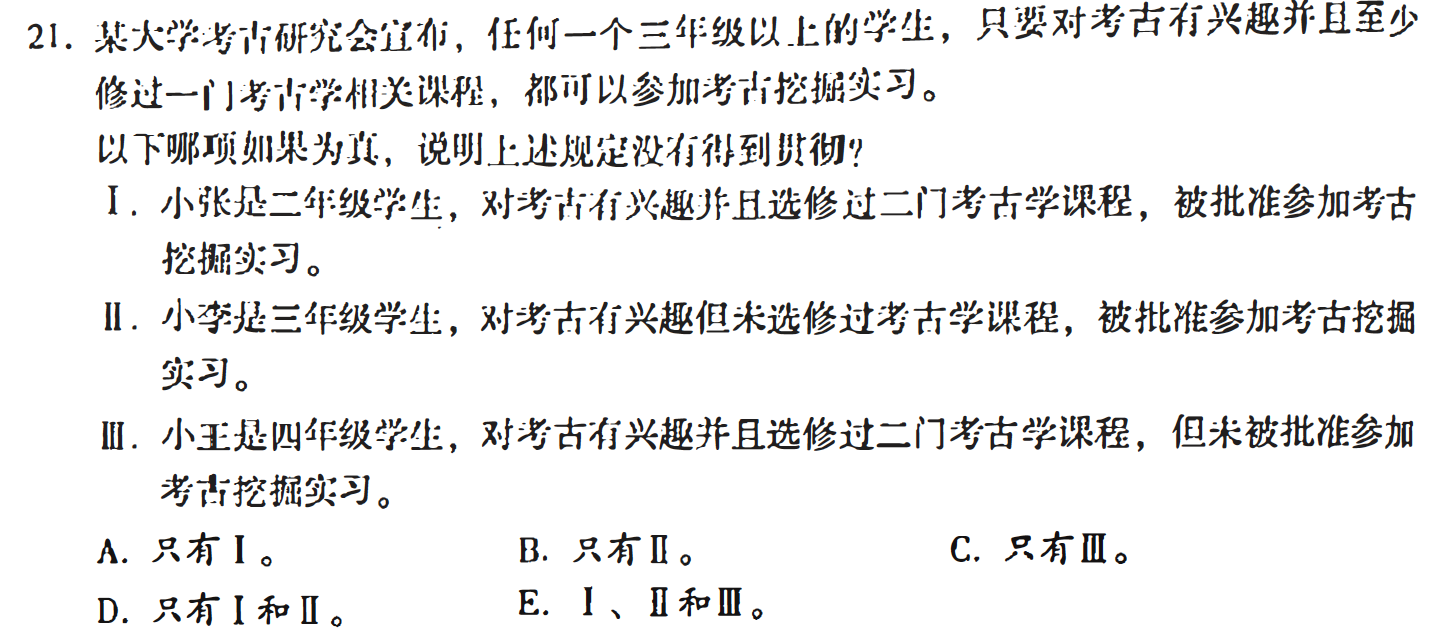 21. 某大学考古研究会宣布，任何一个三年级以上的学生，只要对考古有兴趣并且至少
修过一门考古学相关课程，都可以参加考古挖掘实习。
以下哪项如果为真，说明上述规定没有得到贯彻?
Ⅰ. 小张是二年级学生，对考古有兴趣并且选修过二门考古学课程，被批准参加考古
挖掘实习。
Ⅱ. 小李是三年级学生，对考古有兴趣但未选修过考古学课程，被批准参加考古挖掘
实习。
Ⅲ. 小王是四年级学生，对考古有兴趣并且选修过二门考古学课程，但未被批准参加
考古挖掘实习。
A. 只有Ⅰ。 B. 只有Ⅱ。 C. 只有Ⅲ。
D. 只有Ⅰ和Ⅱ。 E. Ⅰ、Ⅱ和Ⅲ。